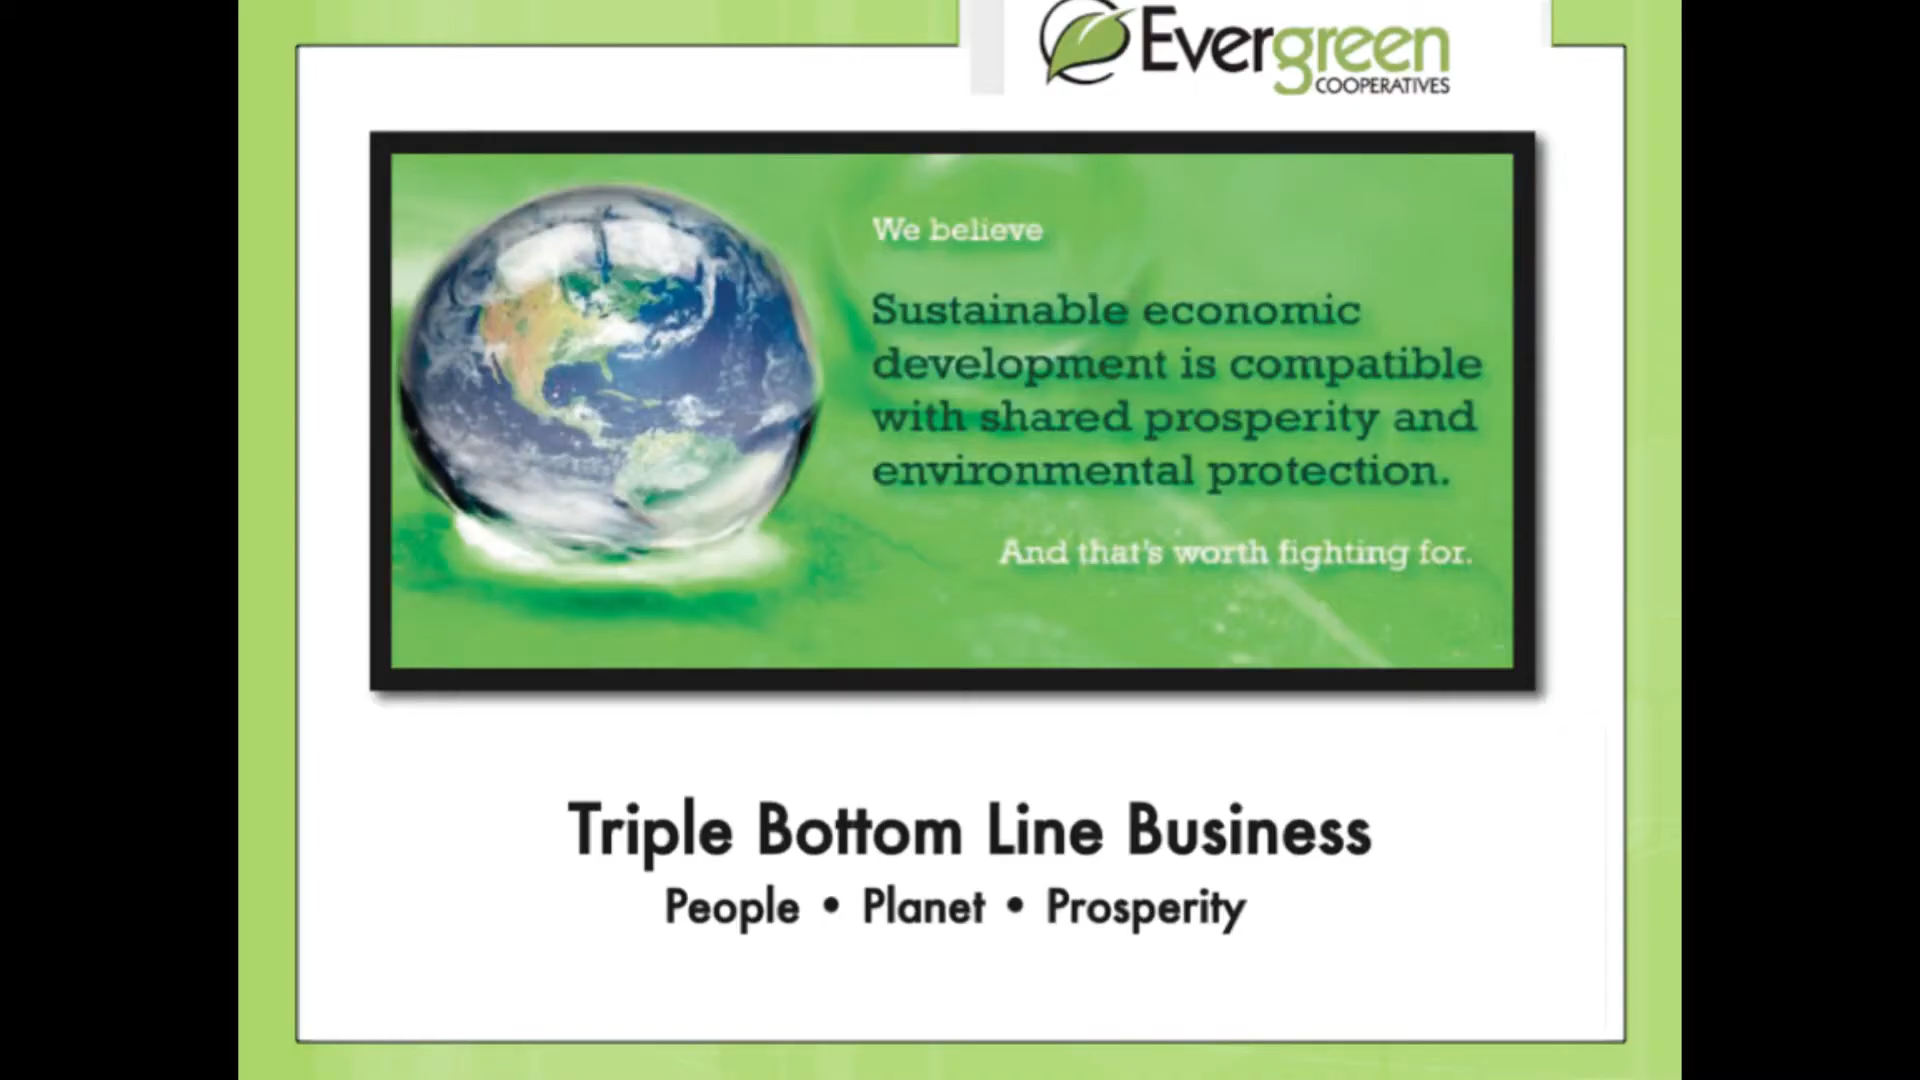 Evergreen
COOPERATIVES
We believe
Sustainable economic
development is compatible
with shared prosperity and
environmental protection.
And that's worth fighting for.
Triple Bottom Line Business
People • Planet • Prosperity